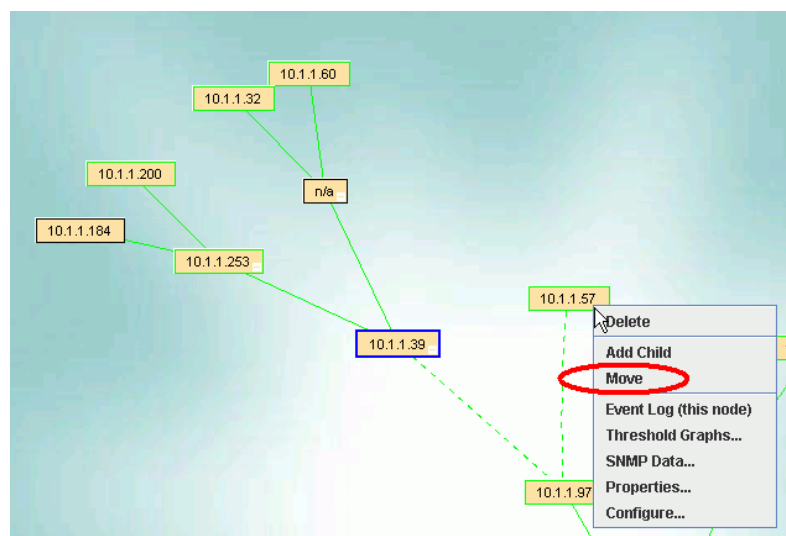 10.1.1.60
10.1.1.32
10.1.1.200
n/a
10.1.1.184
10.1.1.253
10.1.1.57
Delete
10.1.1.39
Add Child
Move
Event Log (this node)
Threshold Graphs...
SNMP Data...
10.1.1.97
Properties...
Configure...